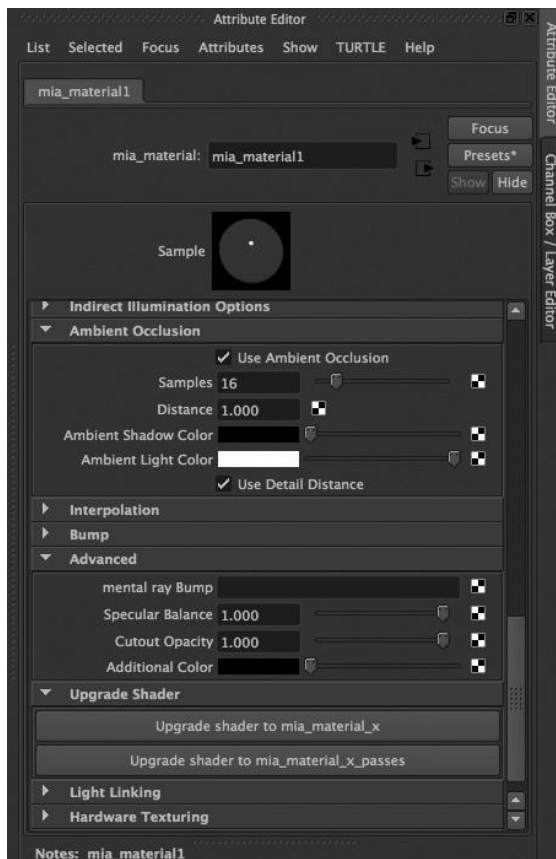 Attribute Editor
List Selected Focus Attributes Show TURTLE Help
mia_material1
Focus
mia_material: mia_material1
Presets*
Show Hide
Sample
Indirect Illumination Options
Ambient Occlusion
Use Ambient Occlusion
Samples 16
Distance 1.000
Ambient Shadow Color
Ambient Light Color
Use Detail Distance
Interpolation
Bump
Advanced
mental ray Bump
Specular Balance 1.000
Cutout Opacity 1.000
Additional Color
Upgrade Shader
Upgrade shader to mia_material_x
Upgrade shader to mia_material_x_passes
Light Linking
Hardware Texturing
Notes: mia_material1
Attribute Editor
Channel Box / Layer Editor